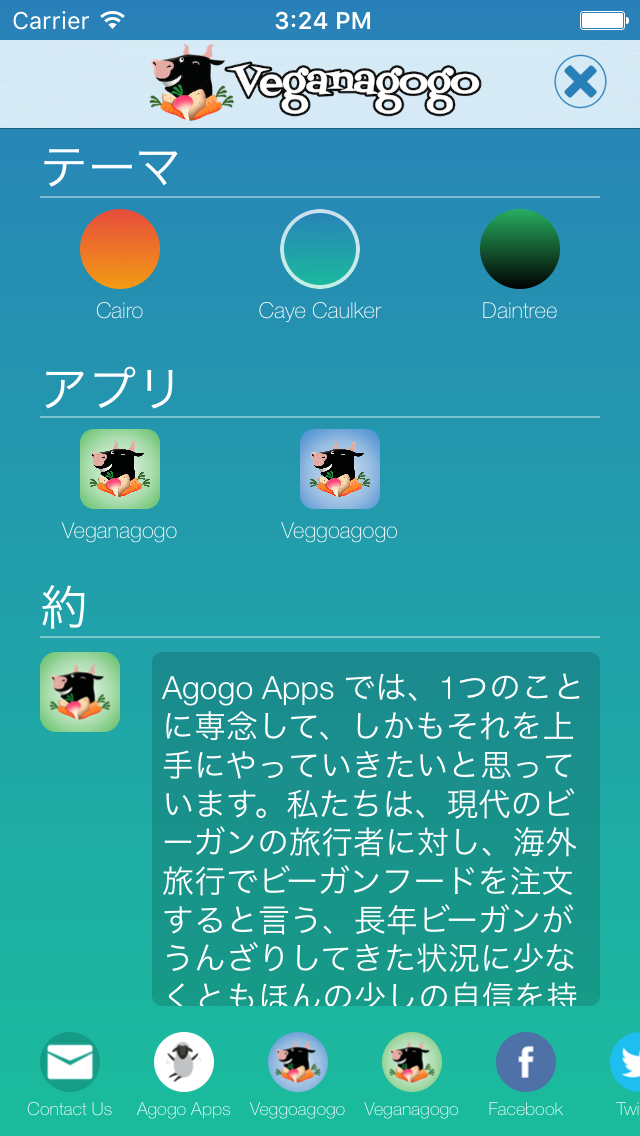 Carrier 3:24 PM
Veganagogo
テーマ
Cairo Caye Caulker Daintree
アプリ
Veganagogo Veggoagogo
約
Agogo Apps では、1つのこと
に専念して、しかもそれを上
手にやっていきたいと思って
います。私たちは、現代のビ
ーガンの旅行者に対し、海外
旅行でビーガンフードを注文
すると言う、長年ビーガンが
うんざりしてきた状況に少な
くともほんの少しの自信を持
Contact Us Agogo Apps Veggoagogo Veganagogo Facebook Twi